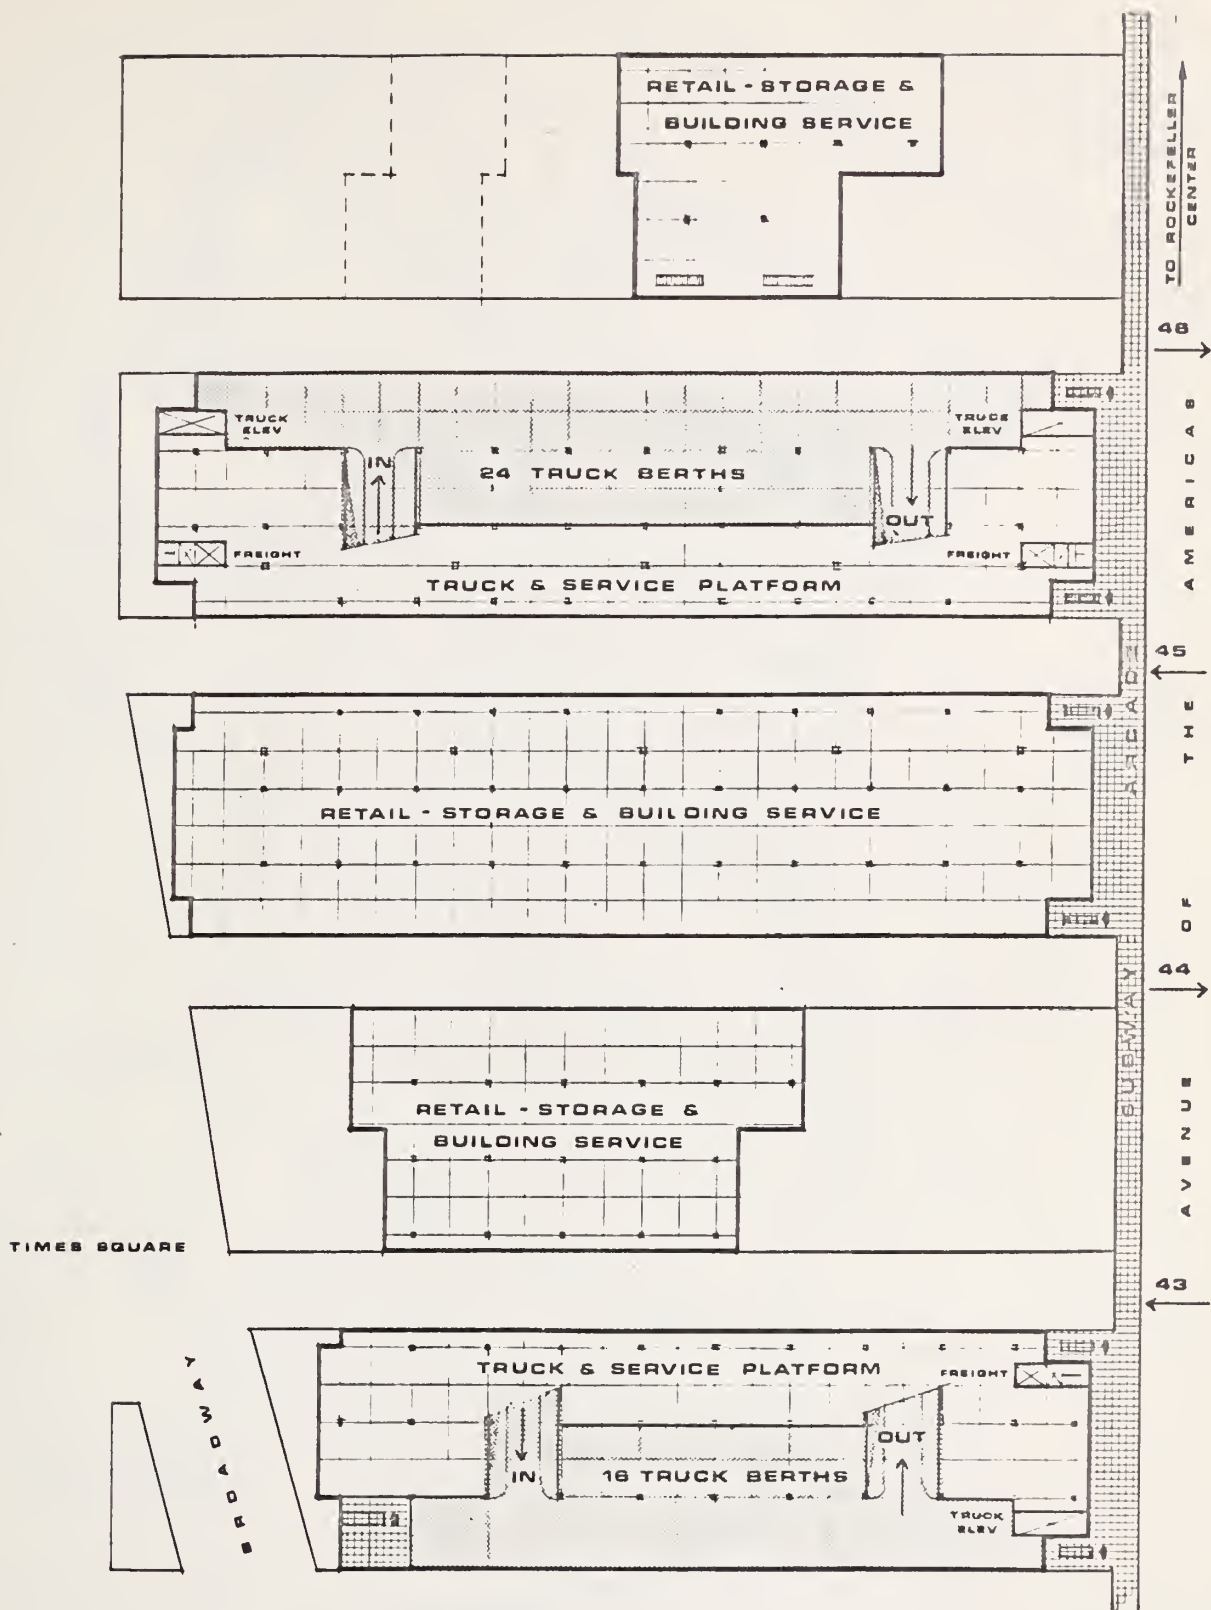 RETAIL - STORAGE &
BUILDING SERVICE
TO ROCKEFELLER
CENTER
48
TRUCK
ELEV
TRUCK
ELEV
IN
24 TRUCK BERTHS
OUT
FREIGHT
FREIGHT
TRUCK & SERVICE PLATFORM
45
RETAIL - STORAGE & BUILDING SERVICE
44
SUBWAY ARCADE
AVENUE OF THE AMERICAS
RETAIL - STORAGE &
BUILDING SERVICE
TIMES SQUARE
43
BROADWAY
TRUCK & SERVICE PLATFORM
FREIGHT
IN
OUT
16 TRUCK BERTHS
TRUCK
ELEV